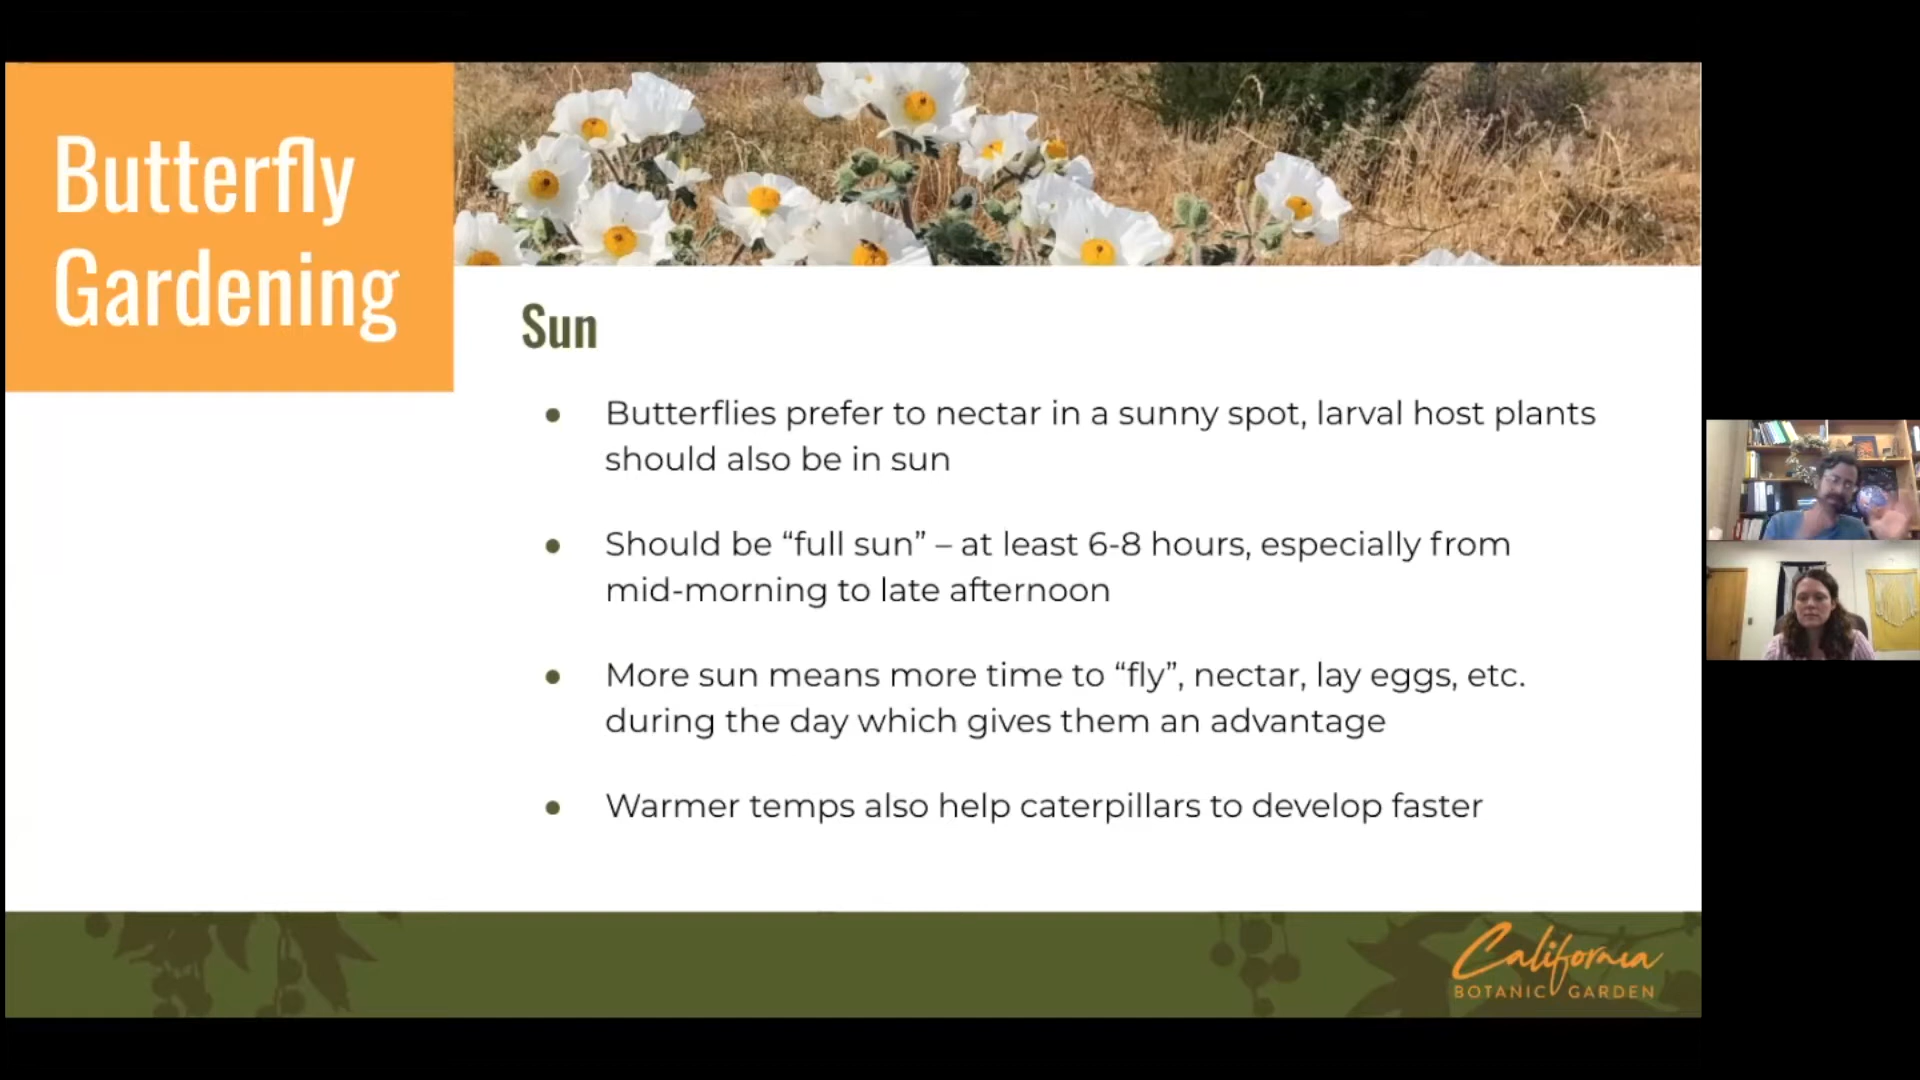 Butterfly
Gardening
Sun
● Butterflies prefer to nectar in a sunny spot, larval host plants
should also be in sun
● Should be “full sun” – at least 6-8 hours, especially from
mid-morning to late afternoon
● More sun means more time to “fly”, nectar, lay eggs, etc.
during the day which gives them an advantage
● Warmer temps also help caterpillars to develop faster
California
BOTANIC GARDEN